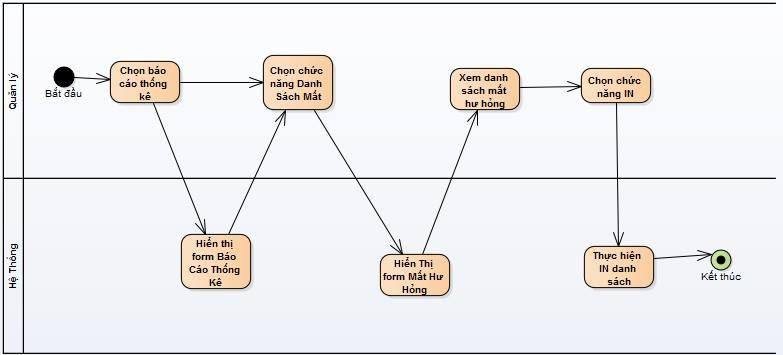 Quản lý
Bắt đầu
Chọn báo
cáo thống
kê
Chọn chức
năng Danh
Sách Mất
Xem danh
sách mất
hư hỏng
Chọn chức
năng IN
Hệ Thống
Hiển thị
form Báo
Cáo Thống
Kê
Hiển Thị
form Mất Hư
Hỏng
Thực hiện
IN danh
sách
Kết thúc